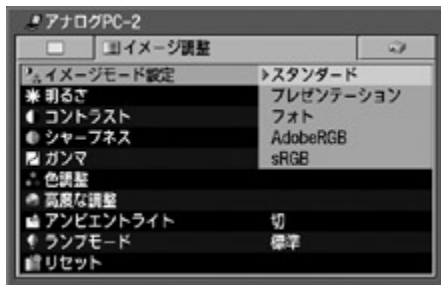 アナログPC-2
イメージ調整
イメージモード設定 スタンダード
明るさ プレゼンテーション
コントラスト フォト
シャープネス AdobeRGB
ガンマ sRGB
色調整
高度な調整
アンビエントライト 切
ランプモード 標準
リセット